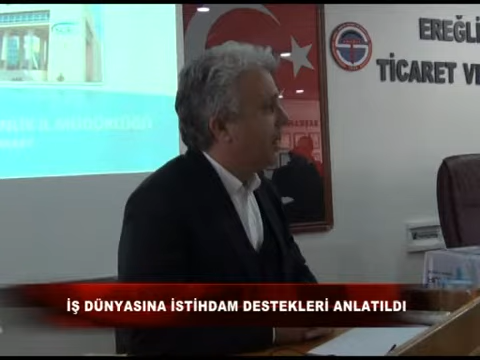 EREĞLİ
TİCARET VE
İŞ DÜNYASINA İSTİHDAM DESTEKLERİ ANLATILDI